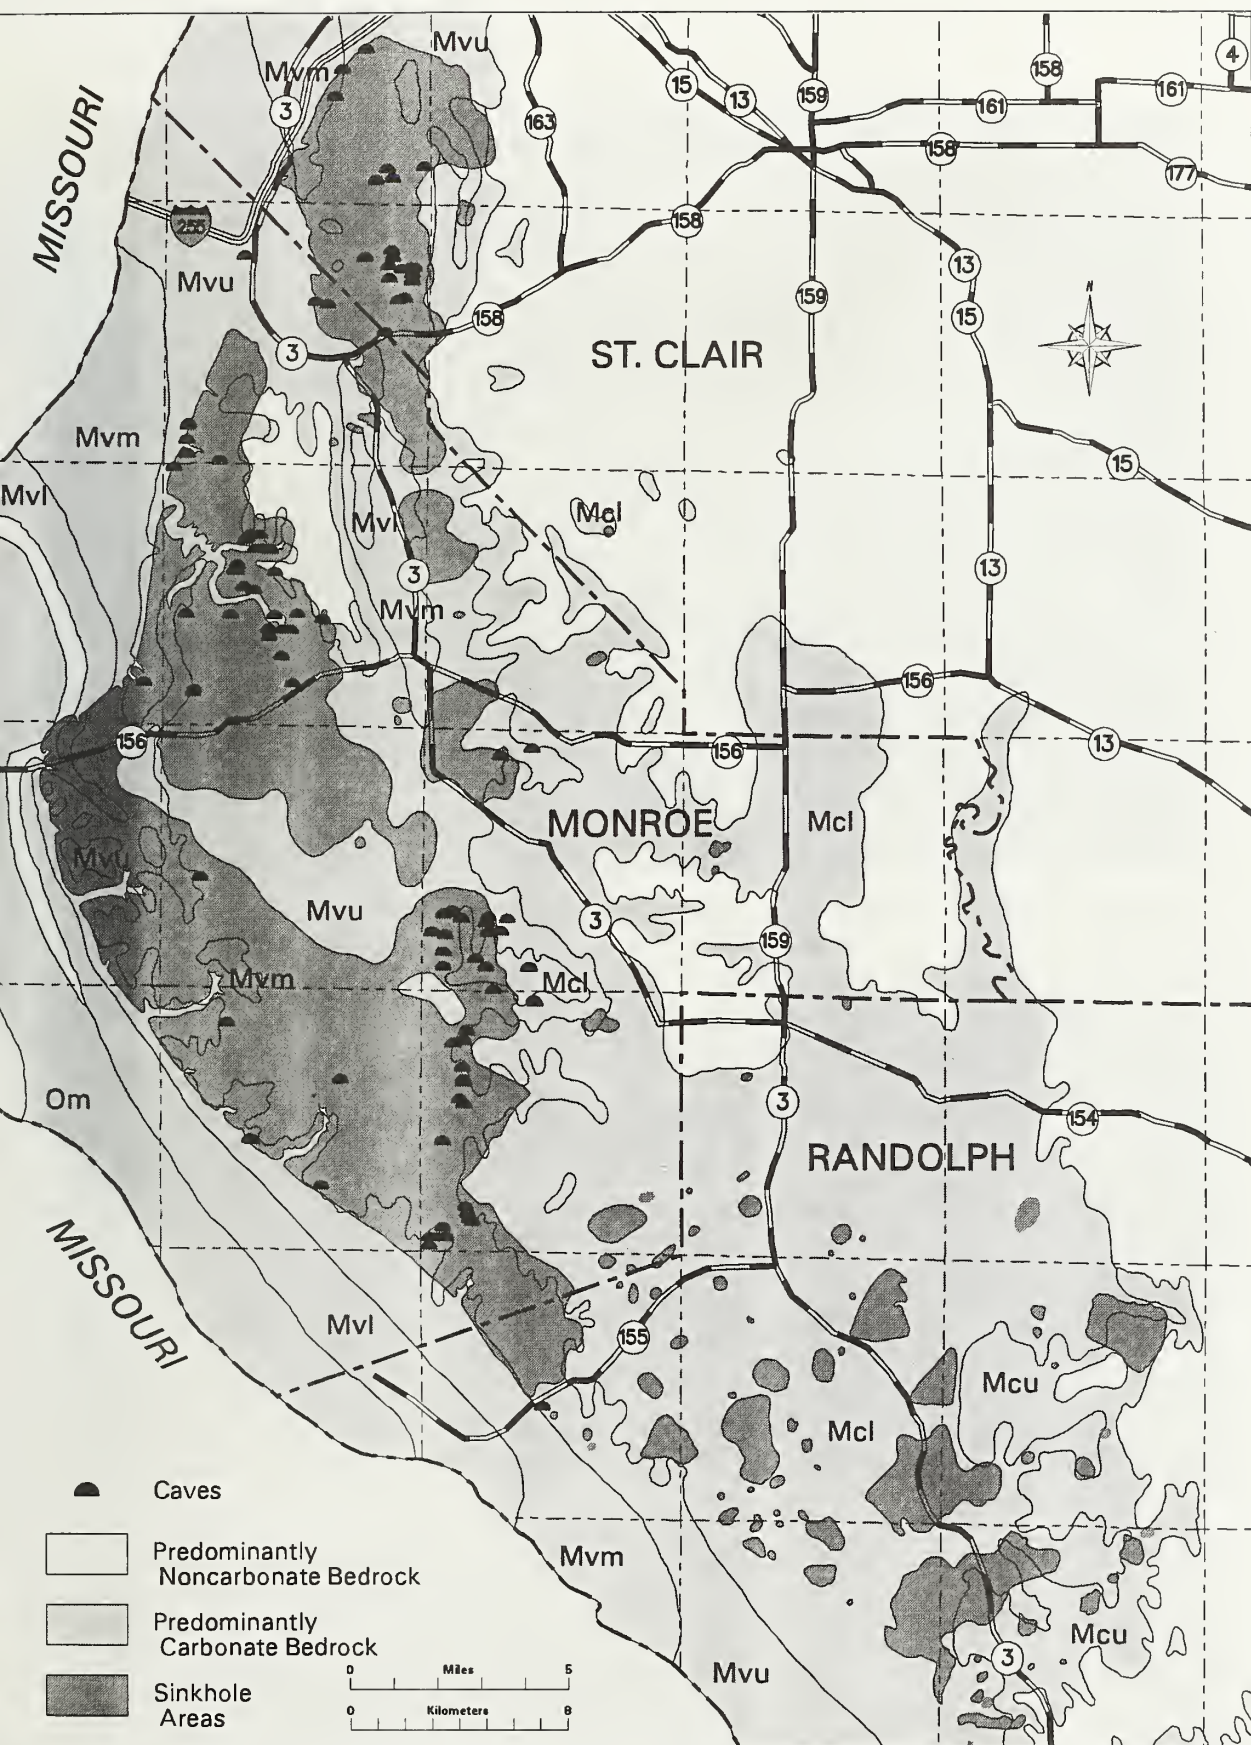 Mvu
Mvm
4
158
15
13
159
161
161
3
163
158
177
MISSOURI
158
255
13
Mvu
159
15
158
3
ST. CLAIR
N
Mvm
15
Mvl
Mvl
Mcl
13
3
Mvm
156
156
156
13
MONROE
Mcl
Mvu
Mvu
3
159
Mvm
Mcl
Om
3
154
RANDOLPH
MISSOURI
Mvl
155
Mcu
Mcl
Caves
Predominantly
Noncarbonate Bedrock
Mvm
Predominantly
Carbonate Bedrock
Mcu
3
Mvu
0 Miles 5
Sinkhole
Areas
0 Kilometers 8